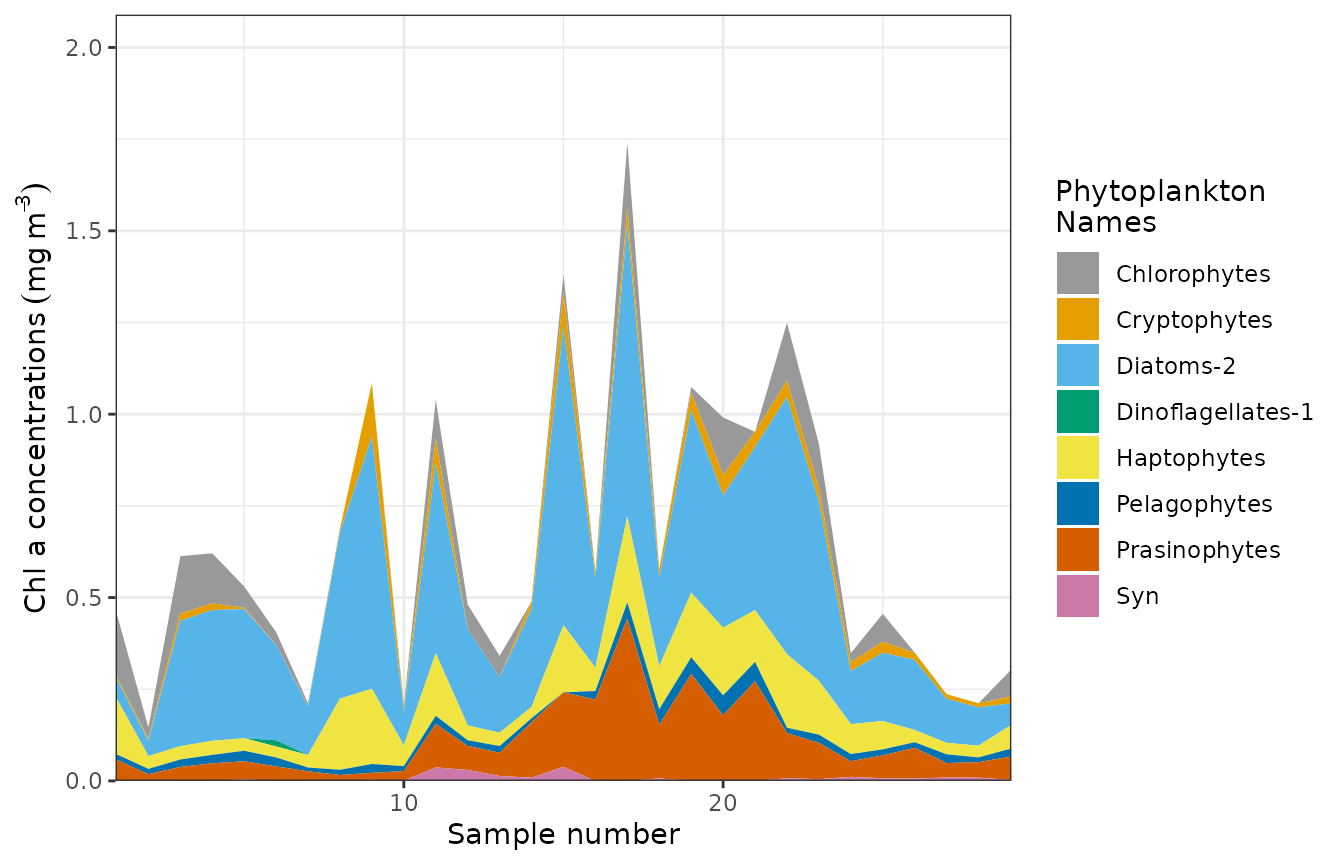 2.0
1.5
1.0
0.5
0.0
10 20
Sample number
Chl a concentrations (mg m⁻³)
Phytoplankton
Names
Chlorophytes
Cryptophytes
Diatoms-2
Dinoflagellates-1
Haptophytes
Pelagophytes
Prasinophytes
Syn